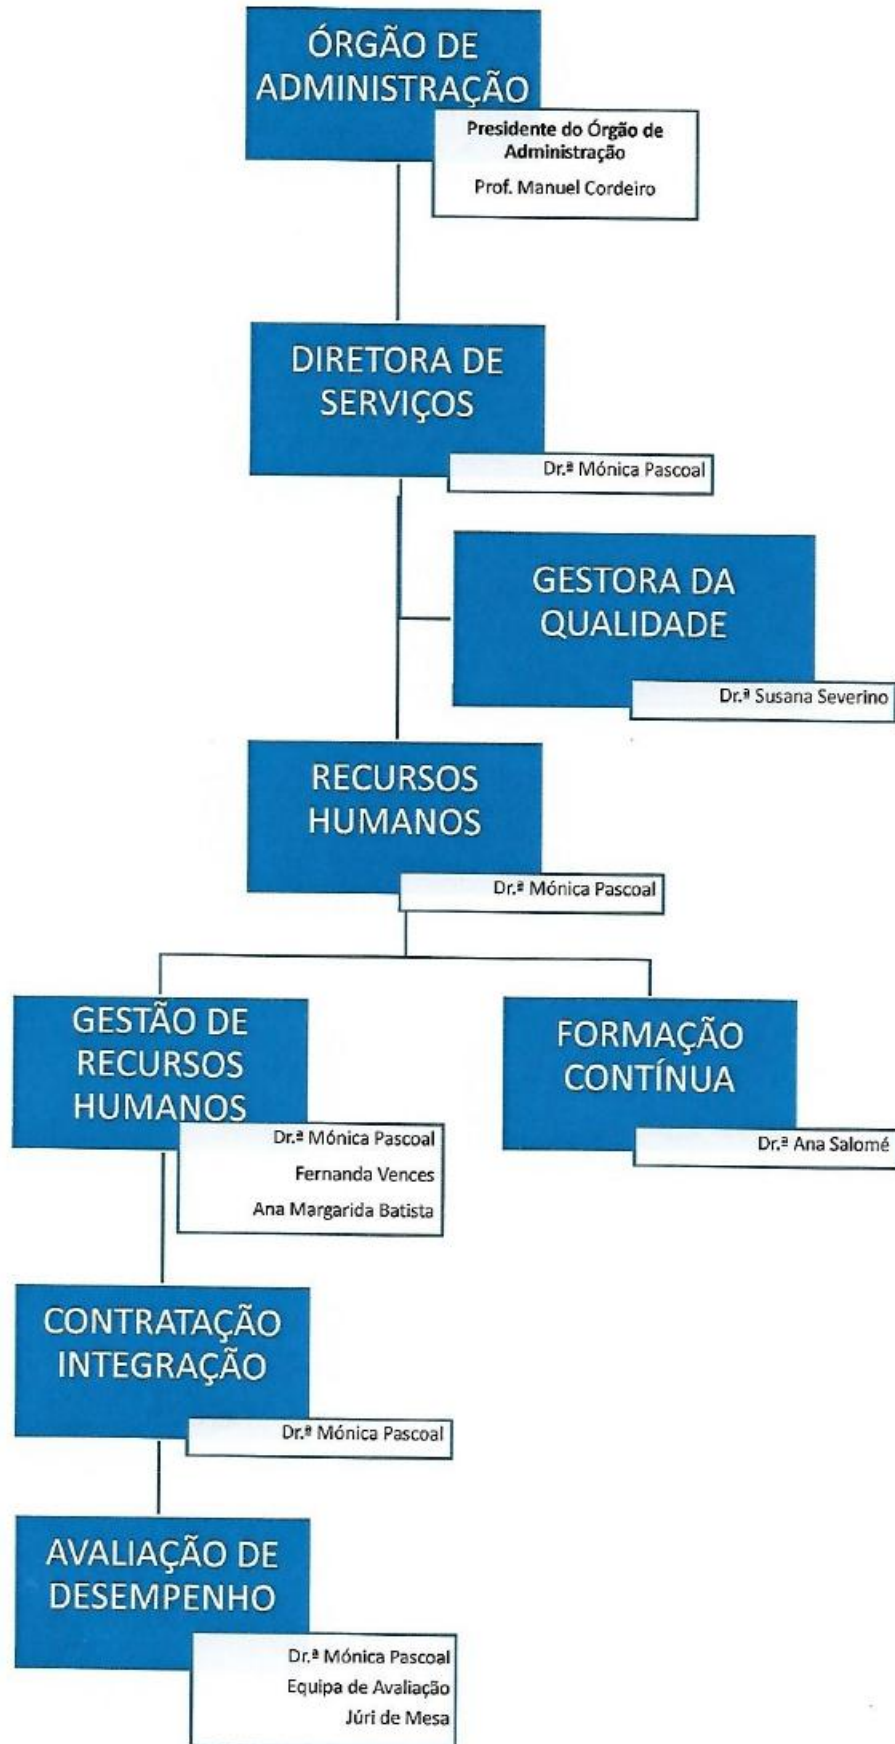 ÓRGÃO DE
ADMINISTRAÇÃO
Presidente do Órgão de
Administração
Prof. Manuel Cordeiro
DIRETORA DE
SERVIÇOS
Dr.ª Mónica Pascoal
GESTORA DA
QUALIDADE
Dr.ª Susana Severino
RECURSOS
HUMANOS
Dr.ª Mónica Pascoal
GESTÃO DE
RECURSOS
HUMANOS
Dr.ª Mónica Pascoal
Fernanda Vences
Ana Margarida Batista
FORMAÇÃO
CONTÍNUA
Dr.ª Ana Salomé
CONTRATAÇÃO
INTEGRAÇÃO
Dr.ª Mónica Pascoal
AVALIAÇÃO DE
DESEMPENHO
Dr.ª Mónica Pascoal
Equipa de Avaliação
Júri de Mesa